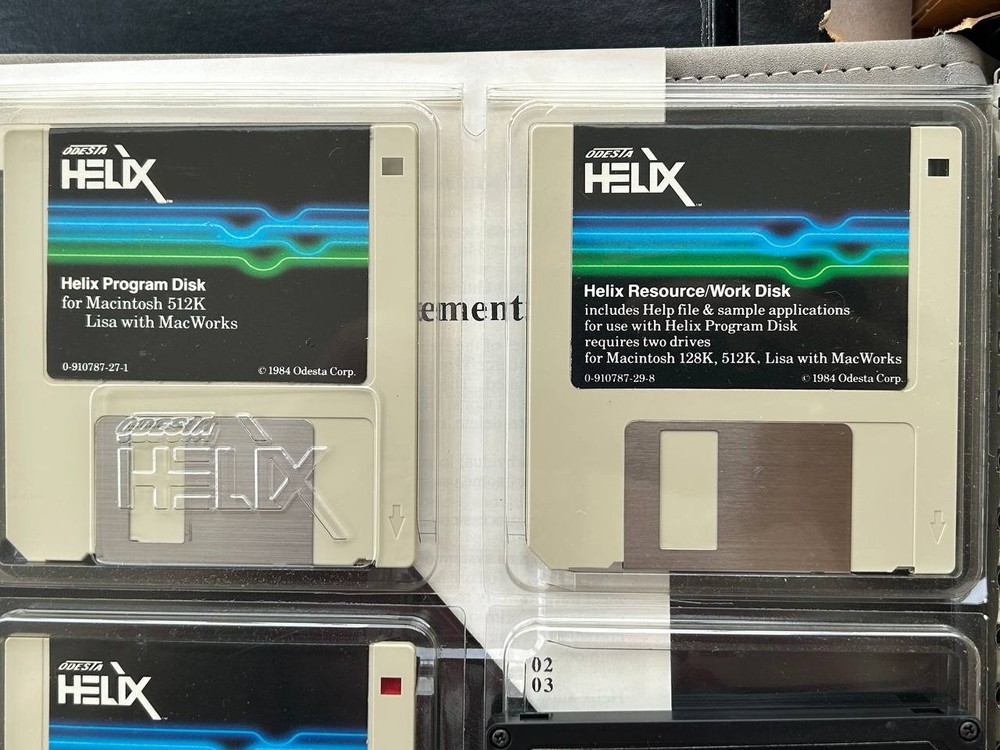 ODESTA
HELIX™
Helix Program Disk
for Macintosh 512K
Lisa with MacWorks
0-910787-27-1
© 1984 Odesta Corp.
ODESTA
HELIX
ement
ODESTA
HELIX™
Helix Resource/Work Disk
includes Help file & sample applications
for use with Helix Program Disk
requires two drives
for Macintosh 128K, 512K, Lisa with MacWorks
0-910787-29-8
© 1984 Odesta Corp.
ODESTA
HELIX
02
03